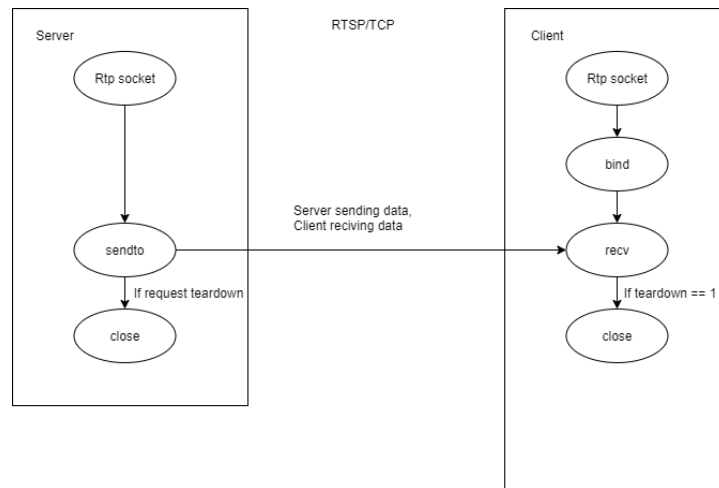 Server
RTSP/TCP
Client
Rtp socket
Rtp socket
bind
Server sending data,
Client reciving data
sendto
recv
If request teardown
If teardown == 1
close
close